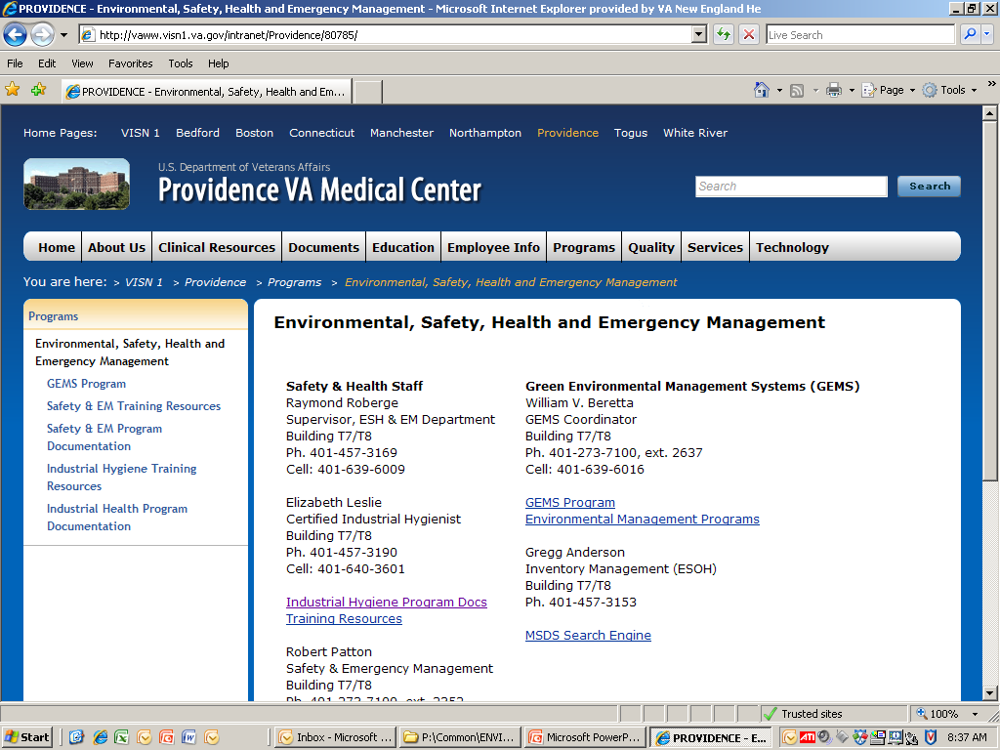 PROVIDENCE - Environmental, Safety, Health and Emergency Management - Microsoft Internet Explorer provided by VA New England He
http://vaww.visn1.va.gov/intranet/Providence/80785/
Live Search
File Edit View Favorites Tools Help
PROVIDENCE - Environmental, Safety, Health and Em...
Page Tools
Home Pages: VISN 1 Bedford Boston Connecticut Manchester Northampton Providence Togus White River
U.S. Department of Veterans Affairs
Providence VA Medical Center
Search Search
Home About Us Clinical Resources Documents Education Employee Info Programs Quality Services Technology
You are here: > VISN 1 > Providence > Programs > Environmental, Safety, Health and Emergency Management
Programs
Environmental, Safety, Health and
Emergency Management
GEMS Program
Safety & EM Training Resources
Safety & EM Program
Documentation
Industrial Hygiene Training
Resources
Industrial Health Program
Documentation
Environmental, Safety, Health and Emergency Management
Safety & Health Staff
Raymond Roberge
Supervisor, ESH & EM Department
Building T7/T8
Ph. 401-457-3169
Cell: 401-639-6009
Elizabeth Leslie
Certified Industrial Hygienist
Building T7/T8
Ph. 401-457-3190
Cell: 401-640-3601
Industrial Hygiene Program Docs
Training Resources
Robert Patton
Safety & Emergency Management
Building T7/T8
Ph. 401-273-7100, ext. 2352
Green Environmental Management Systems (GEMS)
William V. Beretta
GEMS Coordinator
Building T7/T8
Ph. 401-273-7100, ext. 2637
Cell: 401-639-6016
GEMS Program
Environmental Management Programs
Gregg Anderson
Inventory Management (ESOH)
Building T7/T8
Ph. 401-457-3153
MSDS Search Engine
Trusted sites 100%
Start Inbox - Microsoft ... P:\Common\ENVI... Microsoft PowerP... PROVIDENCE - E... ATI 8:37 AM